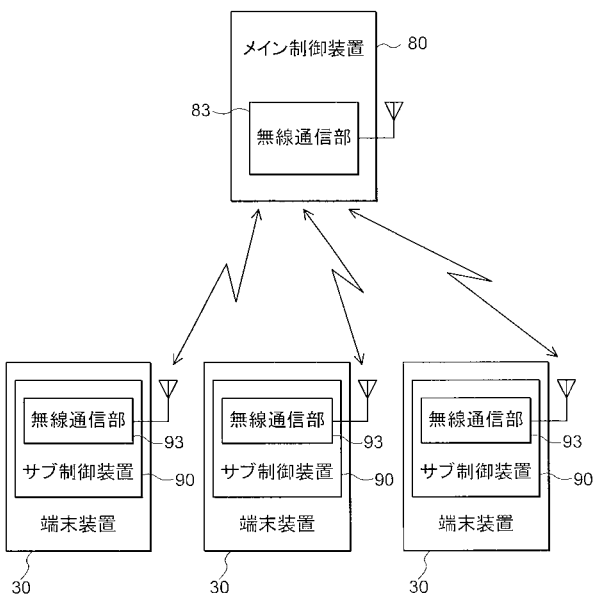 メイン制御装置
80
83
無線通信部
無線通信部
93
サブ制御装置
90
端末装置
30
無線通信部
93
サブ制御装置
90
端末装置
30
無線通信部
93
サブ制御装置
90
端末装置
30